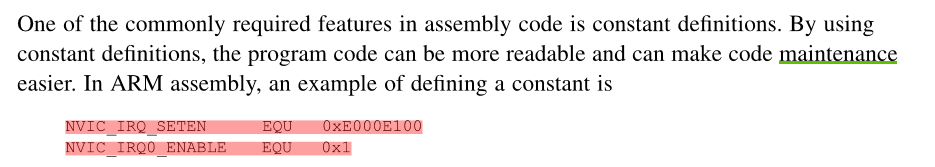 One of the commonly required features in assembly code is constant definitions. By using
constant definitions, the program code can be more readable and can make code maintenance
easier. In ARM assembly, an example of defining a constant is
NVIC_IRQ_SETEN EQU 0xE000E100
NVIC_IRQ0_ENABLE EQU 0x1